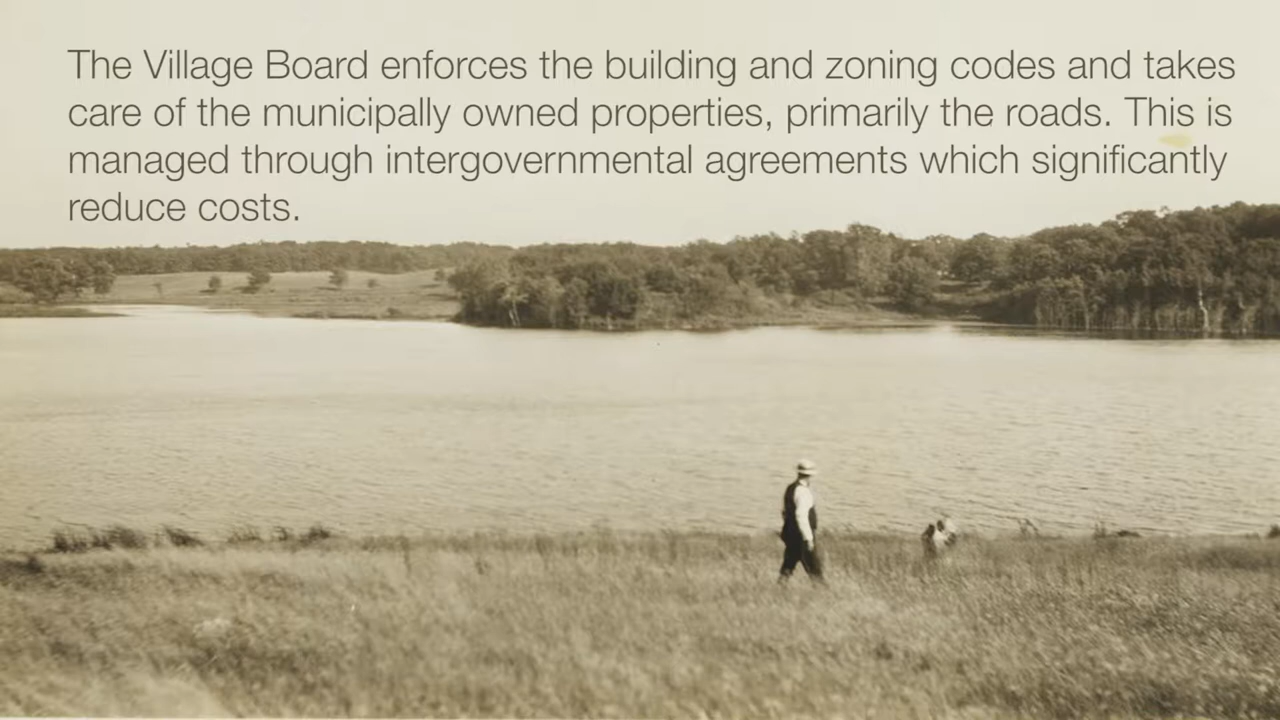 The Village Board enforces the building and zoning codes and takes
care of the municipally owned properties, primarily the roads. This is
managed through intergovernmental agreements which significantly
reduce costs.